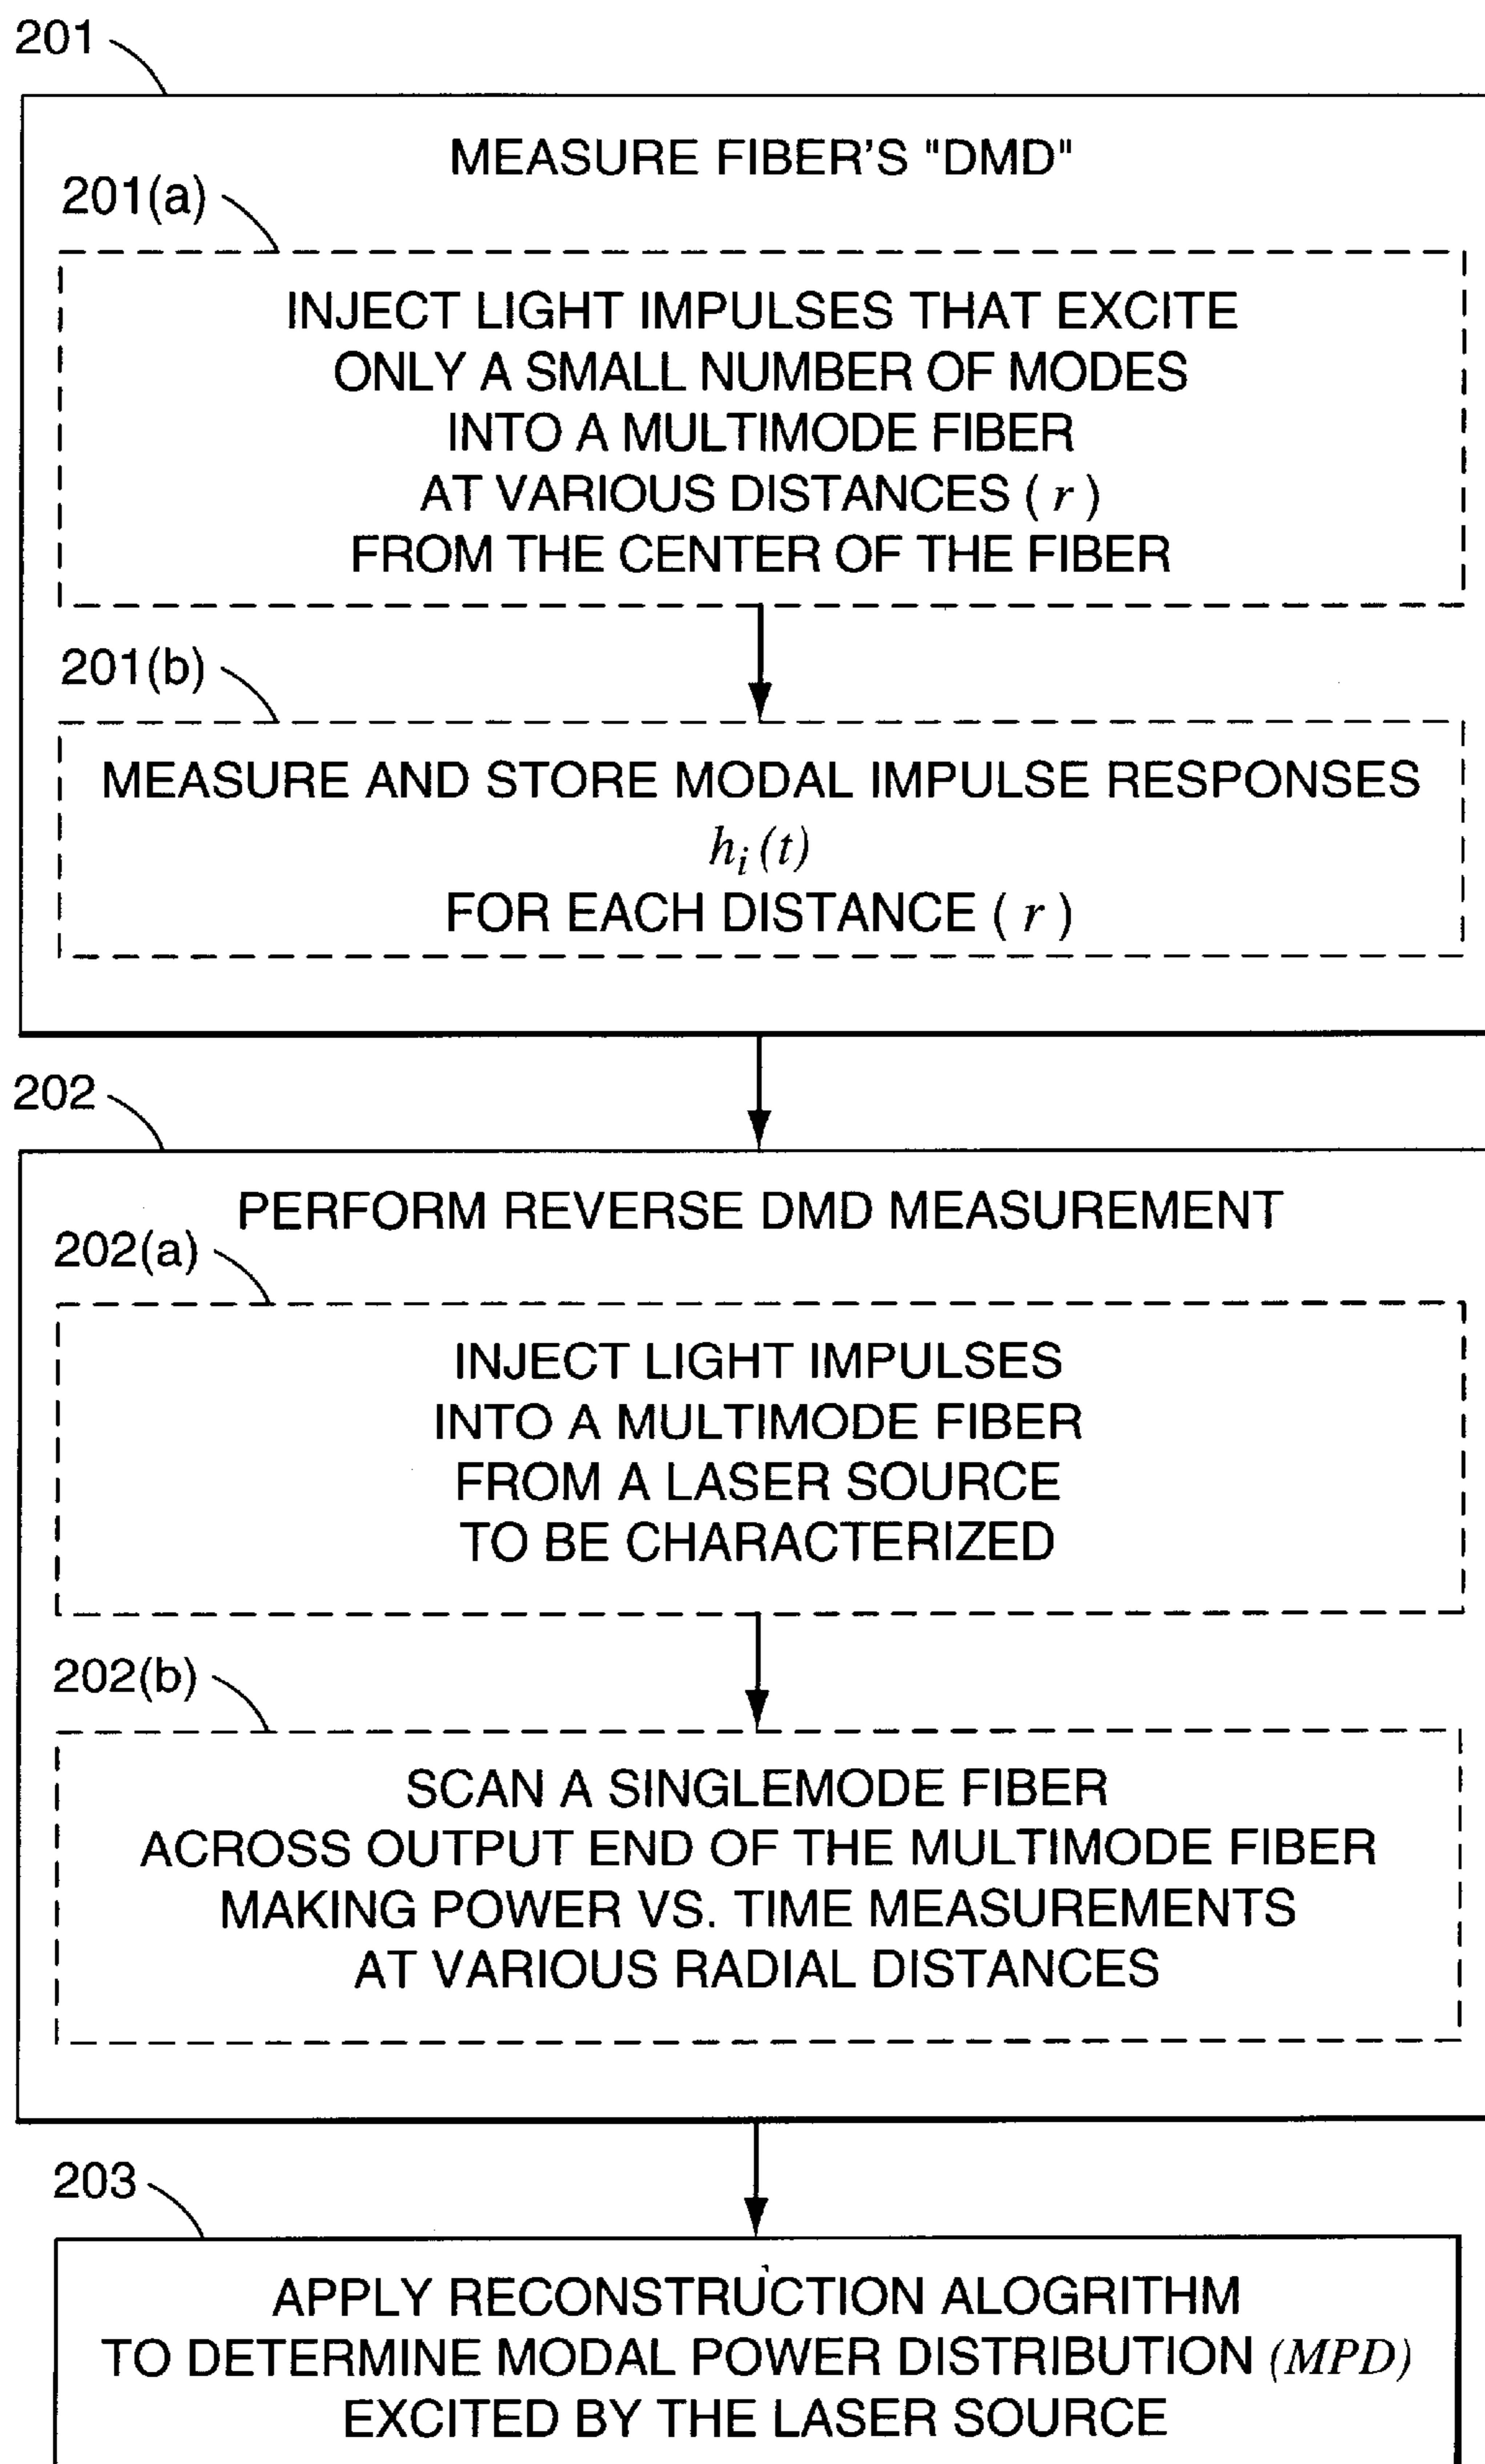 201
MEASURE FIBER'S "DMD"
201(a)
INJECT LIGHT IMPULSES THAT EXCITE
ONLY A SMALL NUMBER OF MODES
INTO A MULTIMODE FIBER
AT VARIOUS DISTANCES ( r )
FROM THE CENTER OF THE FIBER
201(b)
MEASURE AND STORE MODAL IMPULSE RESPONSES
hᵢ(t)
FOR EACH DISTANCE ( r )
202
PERFORM REVERSE DMD MEASUREMENT
202(a)
INJECT LIGHT IMPULSES
INTO A MULTIMODE FIBER
FROM A LASER SOURCE
TO BE CHARACTERIZED
202(b)
SCAN A SINGLEMODE FIBER
ACROSS OUTPUT END OF THE MULTIMODE FIBER
MAKING POWER VS. TIME MEASUREMENTS
AT VARIOUS RADIAL DISTANCES
203
APPLY RECONSTRUCTION ALOGRITHM
TO DETERMINE MODAL POWER DISTRIBUTION (MPD)
EXCITED BY THE LASER SOURCE